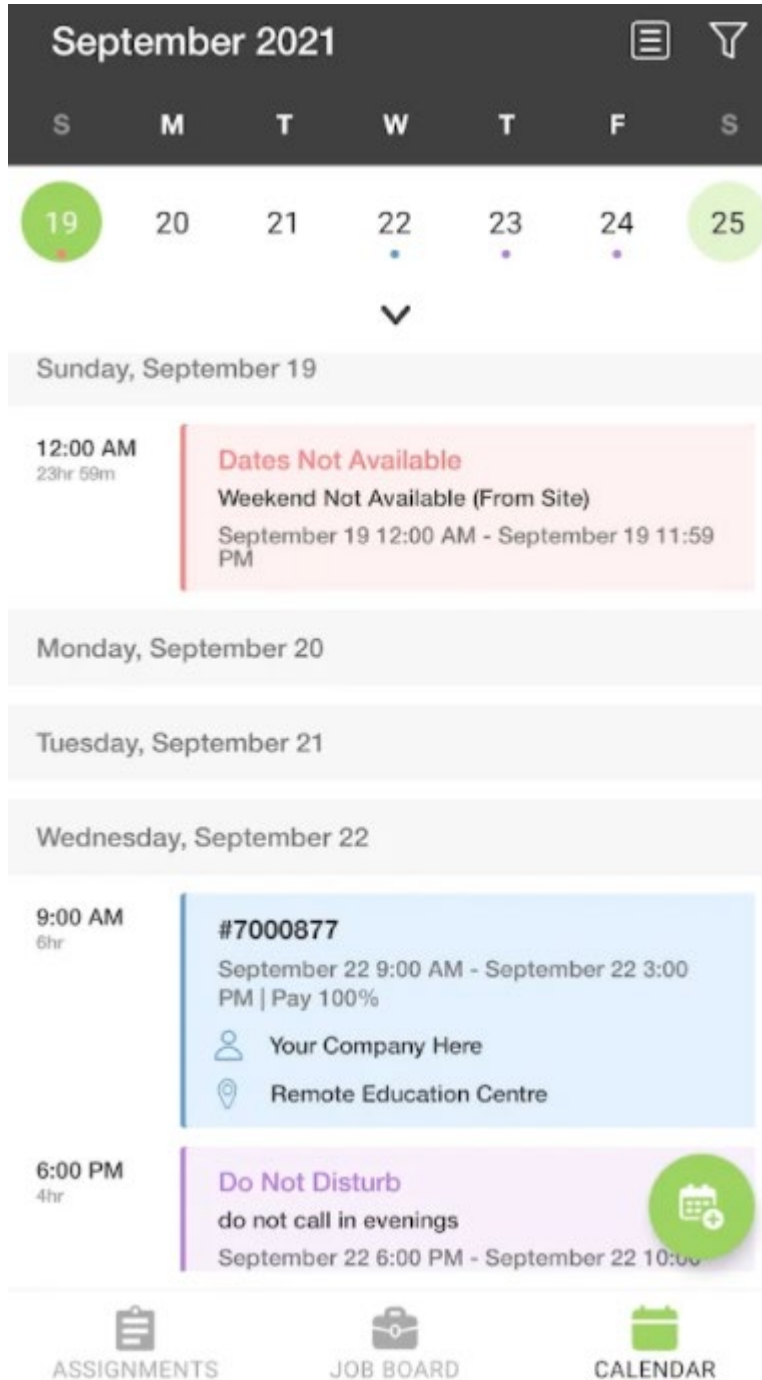 September 2021
S M T W T F S
19 20 21 22 23 24 25
Sunday, September 19
12:00 AM
23hr 59m
Dates Not Available
Weekend Not Available (From Site)
September 19 12:00 AM - September 19 11:59
PM
Monday, September 20
Tuesday, September 21
Wednesday, September 22
9:00 AM
6hr
#7000877
September 22 9:00 AM - September 22 3:00
PM | Pay 100%
Your Company Here
Remote Education Centre
6:00 PM
4hr
Do Not Disturb
do not call in evenings
September 22 6:00 PM - September 22 10:00
ASSIGNMENTS JOB BOARD CALENDAR